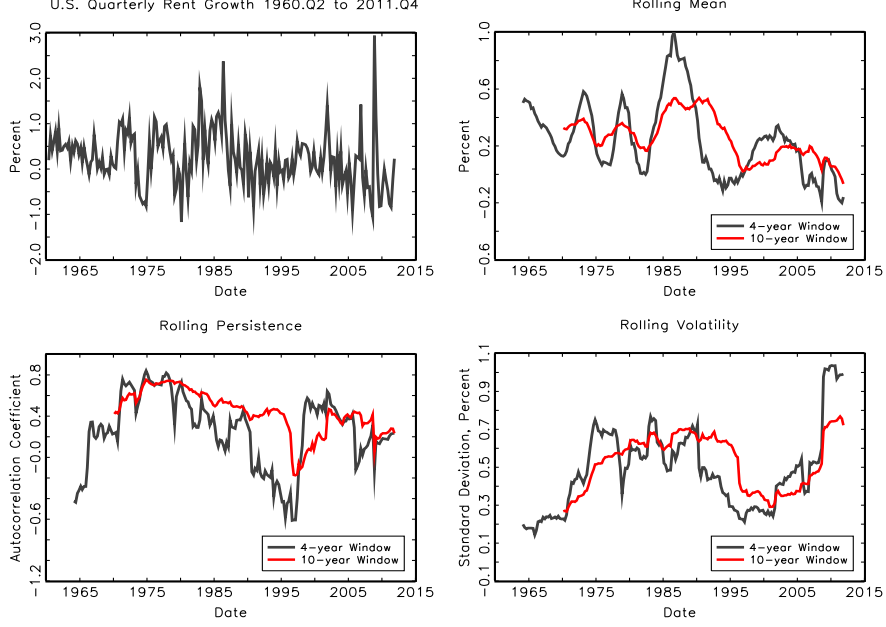 U.S. Quarterly Rent Growth 1960.Q2 to 2011.Q4
Percent
3.0
2.0
1.0
0.0
-1.0
-2.0
1965 1975 1985 1995 2005 2015
Date
Rolling Mean
Percent
1.0
0.6
0.2
-0.2
-0.6
4-year Window
10-year Window
1965 1975 1985 1995 2005 2015
Date
Rolling Persistence
Autocorrelation Coefficient
0.8
0.4
-0.0
-0.6
-1.2
4-year Window
10-year Window
1965 1975 1985 1995 2005 2015
Date
Rolling Volatility
Standard Deviation, Percent
1.1
0.9
0.7
0.5
0.3
0.1
-0.1
4-year Window
10-year Window
1965 1975 1985 1995 2005 2015
Date